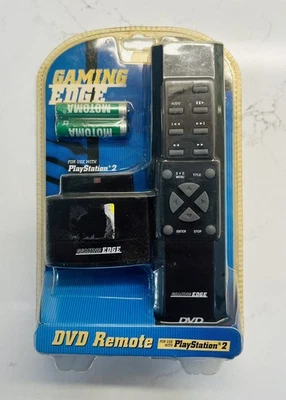 GAMING
EDGE
MOTOMA
MOTOMA
FOR USE WITH
PlayStation 2
GAMING EDGE
AUDIO
DVD
TITLE
ENTER
STOP
GAMING EDGE
DVD
DVD Remote
FOR USE
WITH
PlayStation 2